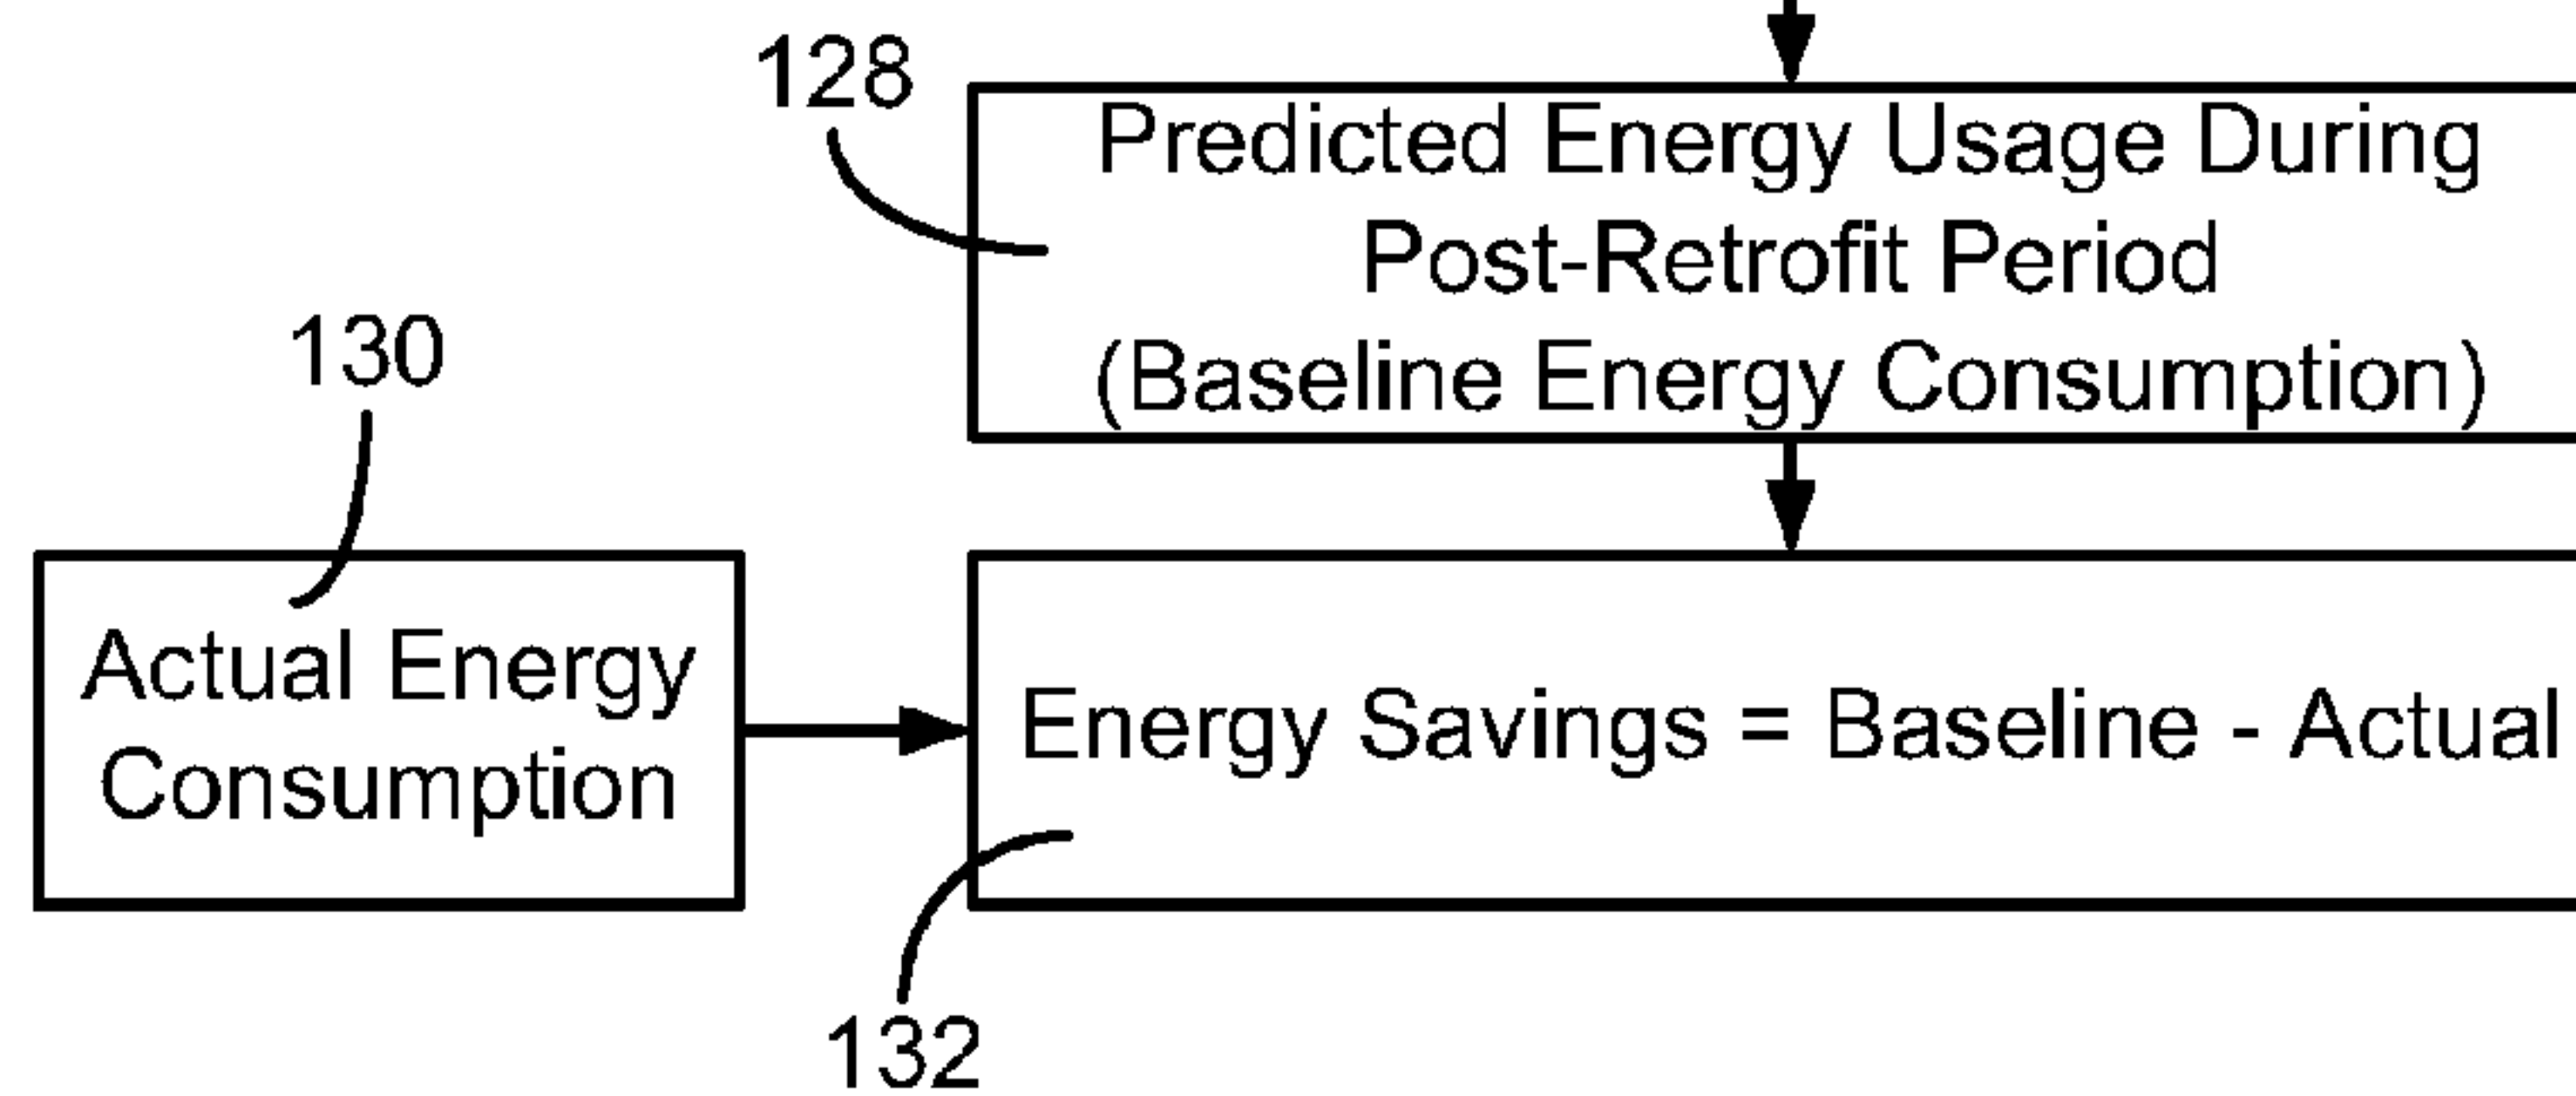 128
Predicted Energy Usage During
Post-Retrofit Period
(Baseline Energy Consumption)
130
Actual Energy
Consumption
Energy Savings = Baseline - Actual
132